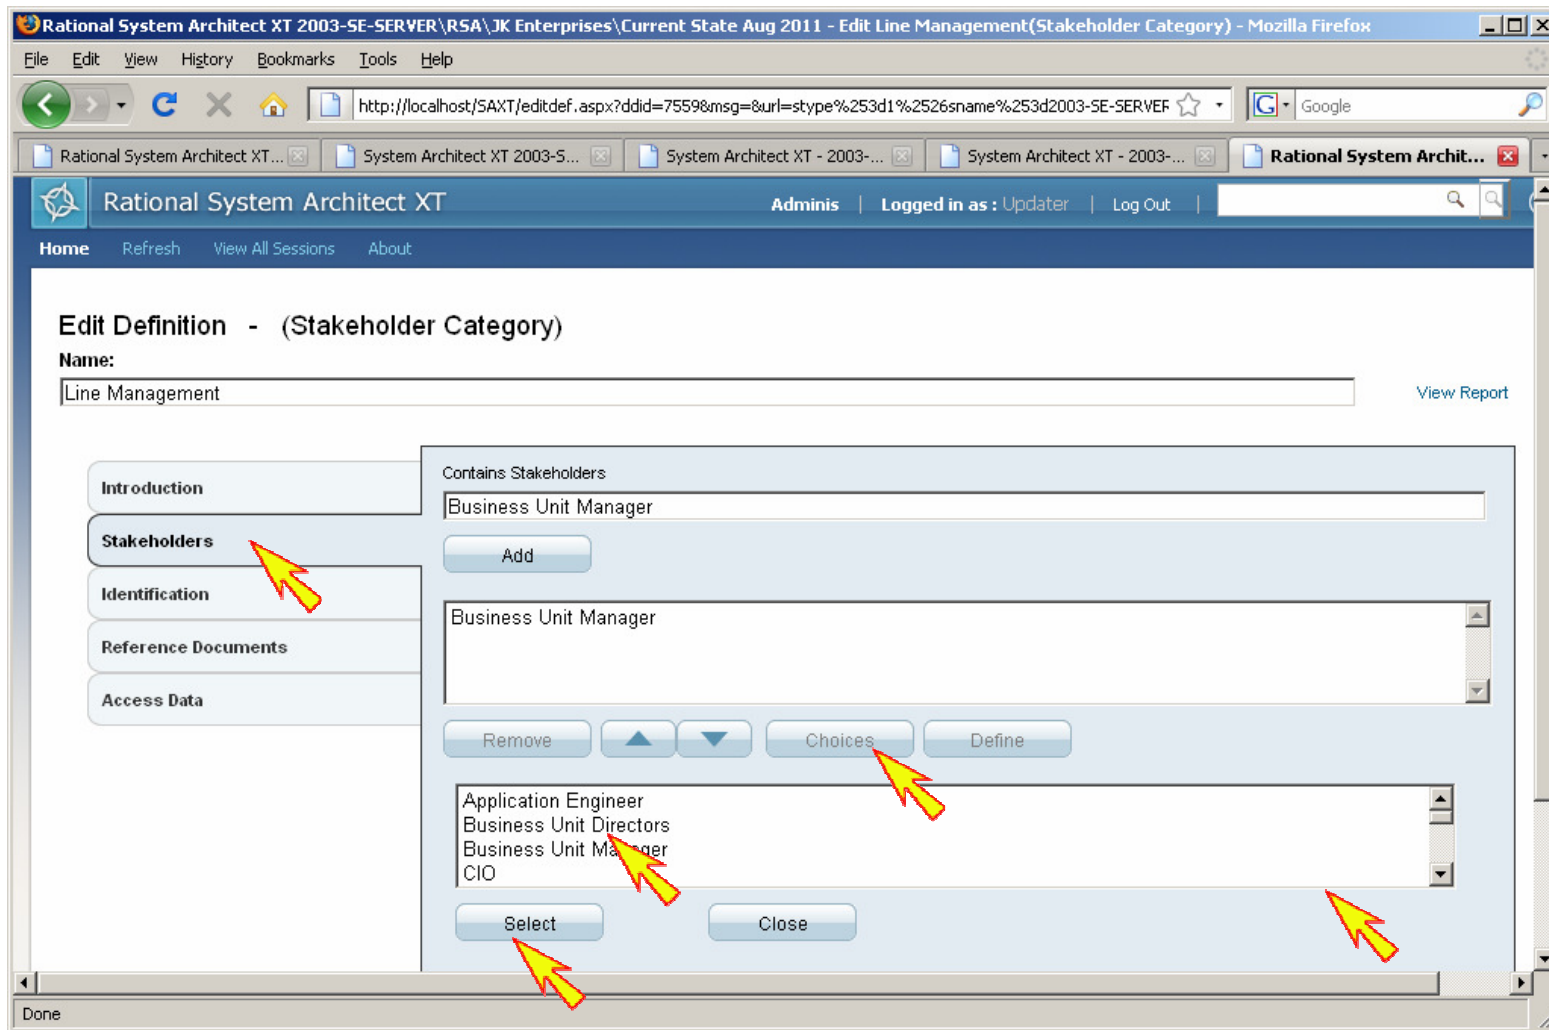 Rational System Architect XT 2003-SE-SERVER\RSA\JK Enterprises\Current State Aug 2011 - Edit Line Management(Stakeholder Category) - Mozilla Firefox
File Edit View History Bookmarks Tools Help
http://localhost/SAXT/editdef.aspx?ddid=7559&msg=&url=stype%253d1%2526sname%253d2003-SE-SERVER G Google
Rational System Architect XT... System Architect XT 2003-S... System Architect XT - 2003-... System Architect XT - 2003-... Rational System Archit...
Rational System Architect XT Adminis | Logged in as : Updater | Log Out |
Home Refresh View All Sessions About
Edit Definition - (Stakeholder Category)
Name:
Line Management View Report
Contains Stakeholders
Introduction
Business Unit Manager
Stakeholders
Add
Identification
Business Unit Manager
Reference Documents
Access Data
Remove Choices Define
Application Engineer
Business Unit Directors
Business Unit Manager
CIO
Select Close
Done